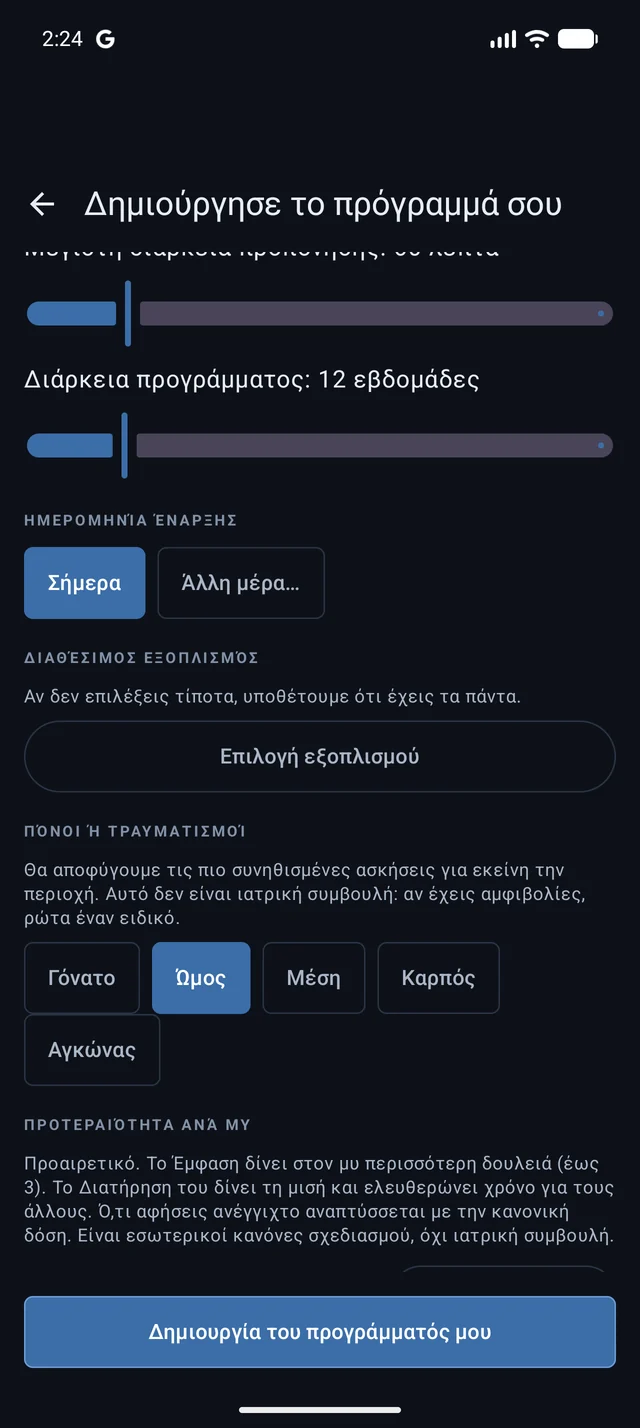 2:24 G
Δημιούργησε το πρόγραμμά σου
Μέγιστη διάρκεια προπόνησης: λεπτά
Διάρκεια προγράμματος: 12 εβδομάδες
ΗΜΕΡΟΜΗΝΊΑ ΈΝΑΡΞΗΣ
Σήμερα
Άλλη μέρα...
ΔΙΑΘΈΣΙΜΟΣ ΕΞΟΠΛΙΣΜΌΣ
Αν δεν επιλέξεις τίποτα, υποθέτουμε ότι έχεις τα πάντα.
Επιλογή εξοπλισμού
ΠΌΝΟΙ Ή ΤΡΑΥΜΑΤΙΣΜΟΊ
Θα αποφύγουμε τις πιο συνηθισμένες ασκήσεις για εκείνη την
περιοχή. Αυτό δεν είναι ιατρική συμβουλή: αν έχεις αμφιβολίες,
ρώτα έναν ειδικό.
Γόνατο
Ώμος
Μέση
Καρπός
Αγκώνας
ΠΡΟΤΕΡΑΙΌΤΗΤΑ ΑΝΆ ΜΥ
Προαιρετικό. Το Έμφαση δίνει στον μυ περισσότερη δουλειά (έως
3). Το Διατήρηση του δίνει τη μισή και ελευθερώνει χρόνο για τους
άλλους. Ό,τι αφήσεις ανέγγιχτο αναπτύσσεται με την κανονική
δόση. Είναι εσωτερικοί κανόνες σχεδιασμού, όχι ιατρική συμβουλή.
Δημιουργία του προγράμματός μου